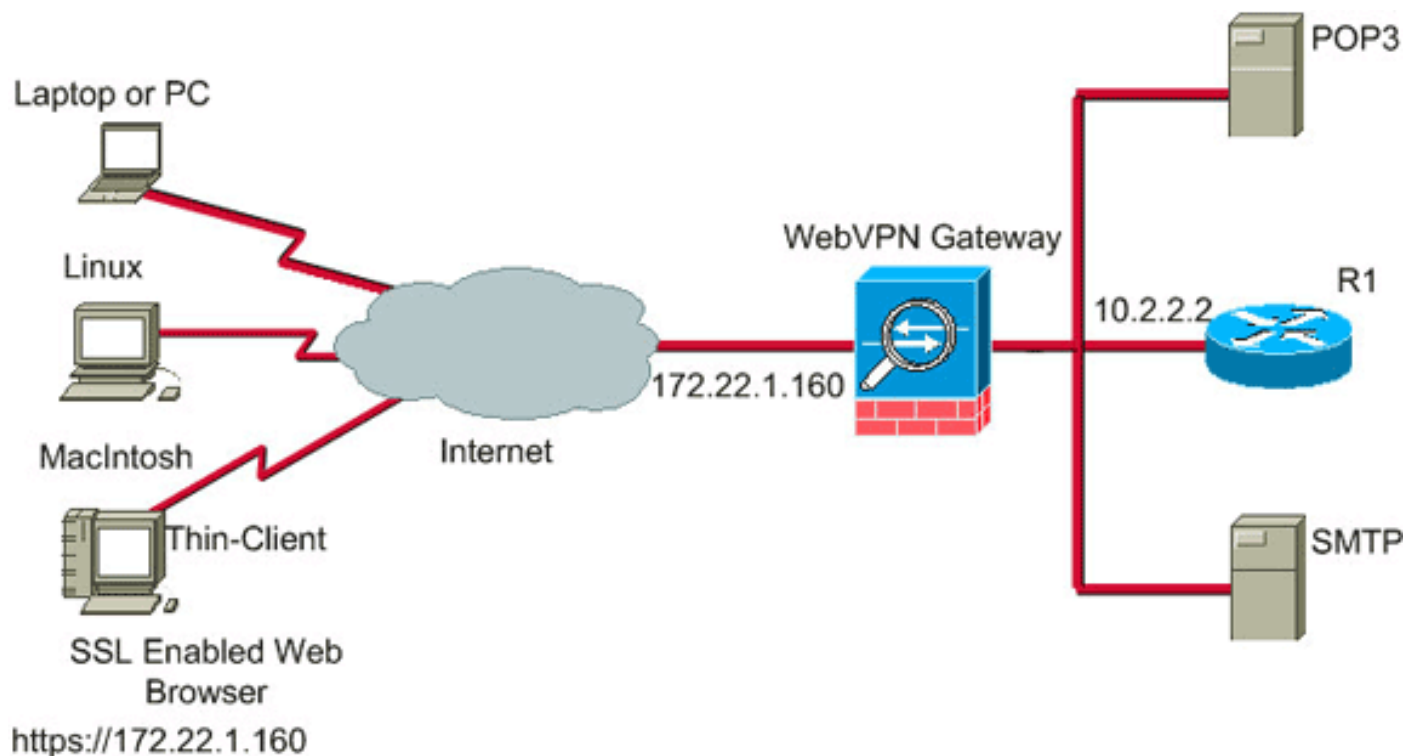 Laptop or PC
Linux
MacIntosh
Thin-Client
SSL Enabled Web
Browser
https://172.22.1.160
Internet
172.22.1.160
WebVPN Gateway
POP3
10.2.2.2
R1
SMTP